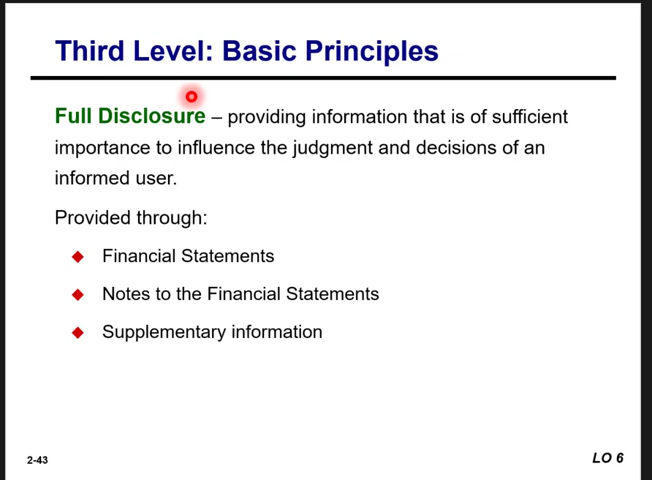 Third Level: Basic Principles
Full Disclosure – providing information that is of sufficient
importance to influence the judgment and decisions of an
informed user.
Provided through:
◆ Financial Statements
◆ Notes to the Financial Statements
◆ Supplementary information
2-43
LO 6